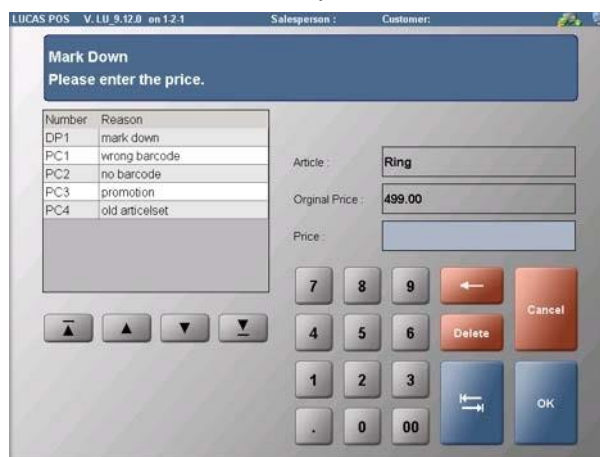 LUCAS POS V. LU_9.12.0 on 1-2-1 Salesperson : Customer:
Mark Down
Please enter the price.
Number Reason
DP1 mark down
PC1 wrong barcode
PC2 no barcode
PC3 promotion
PC4 old articelset
Article : Ring
Orginal Price : 499.00
Price :
7 8 9
Cancel
4 5 6 Delete
1 2 3
OK
. 0 00